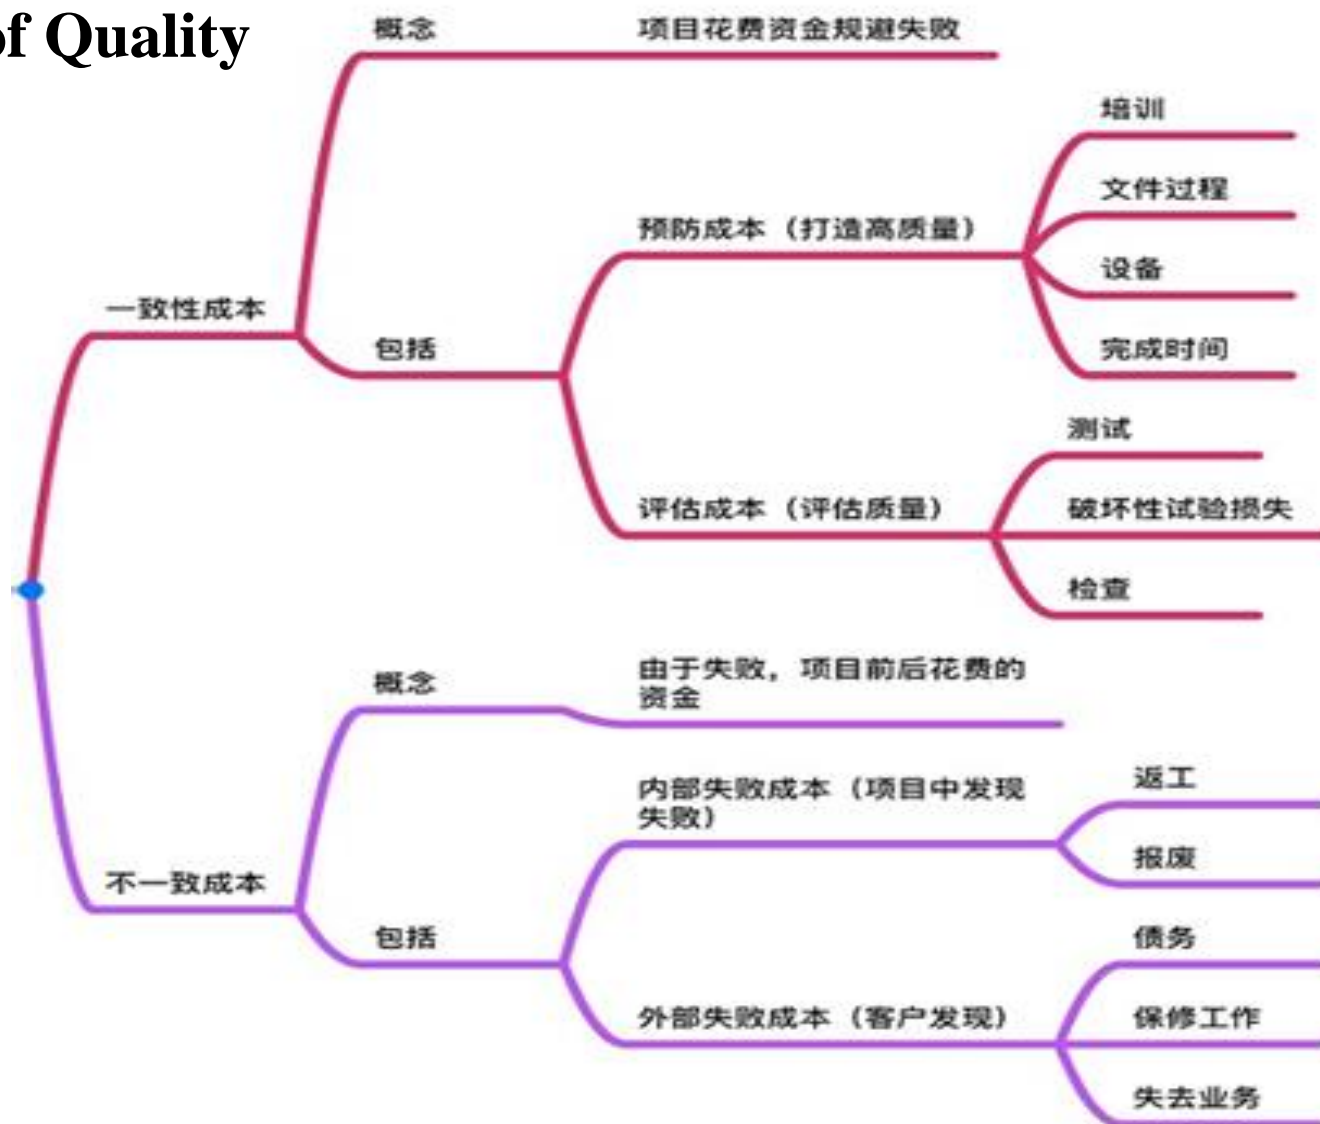 of Quality
概念
项目花费资金规避失败
培训
文件过程
预防成本（打造高质量）
设备
一致性成本
包括
完成时间
测试
评估成本（评估质量）
破坏性试验损失
检查
概念
由于失败，项目前后花费的
资金
内部失败成本（项目中发现
失败）
返工
报废
不一致成本
包括
债务
外部失败成本（客户发现）
保修工作
失去业务